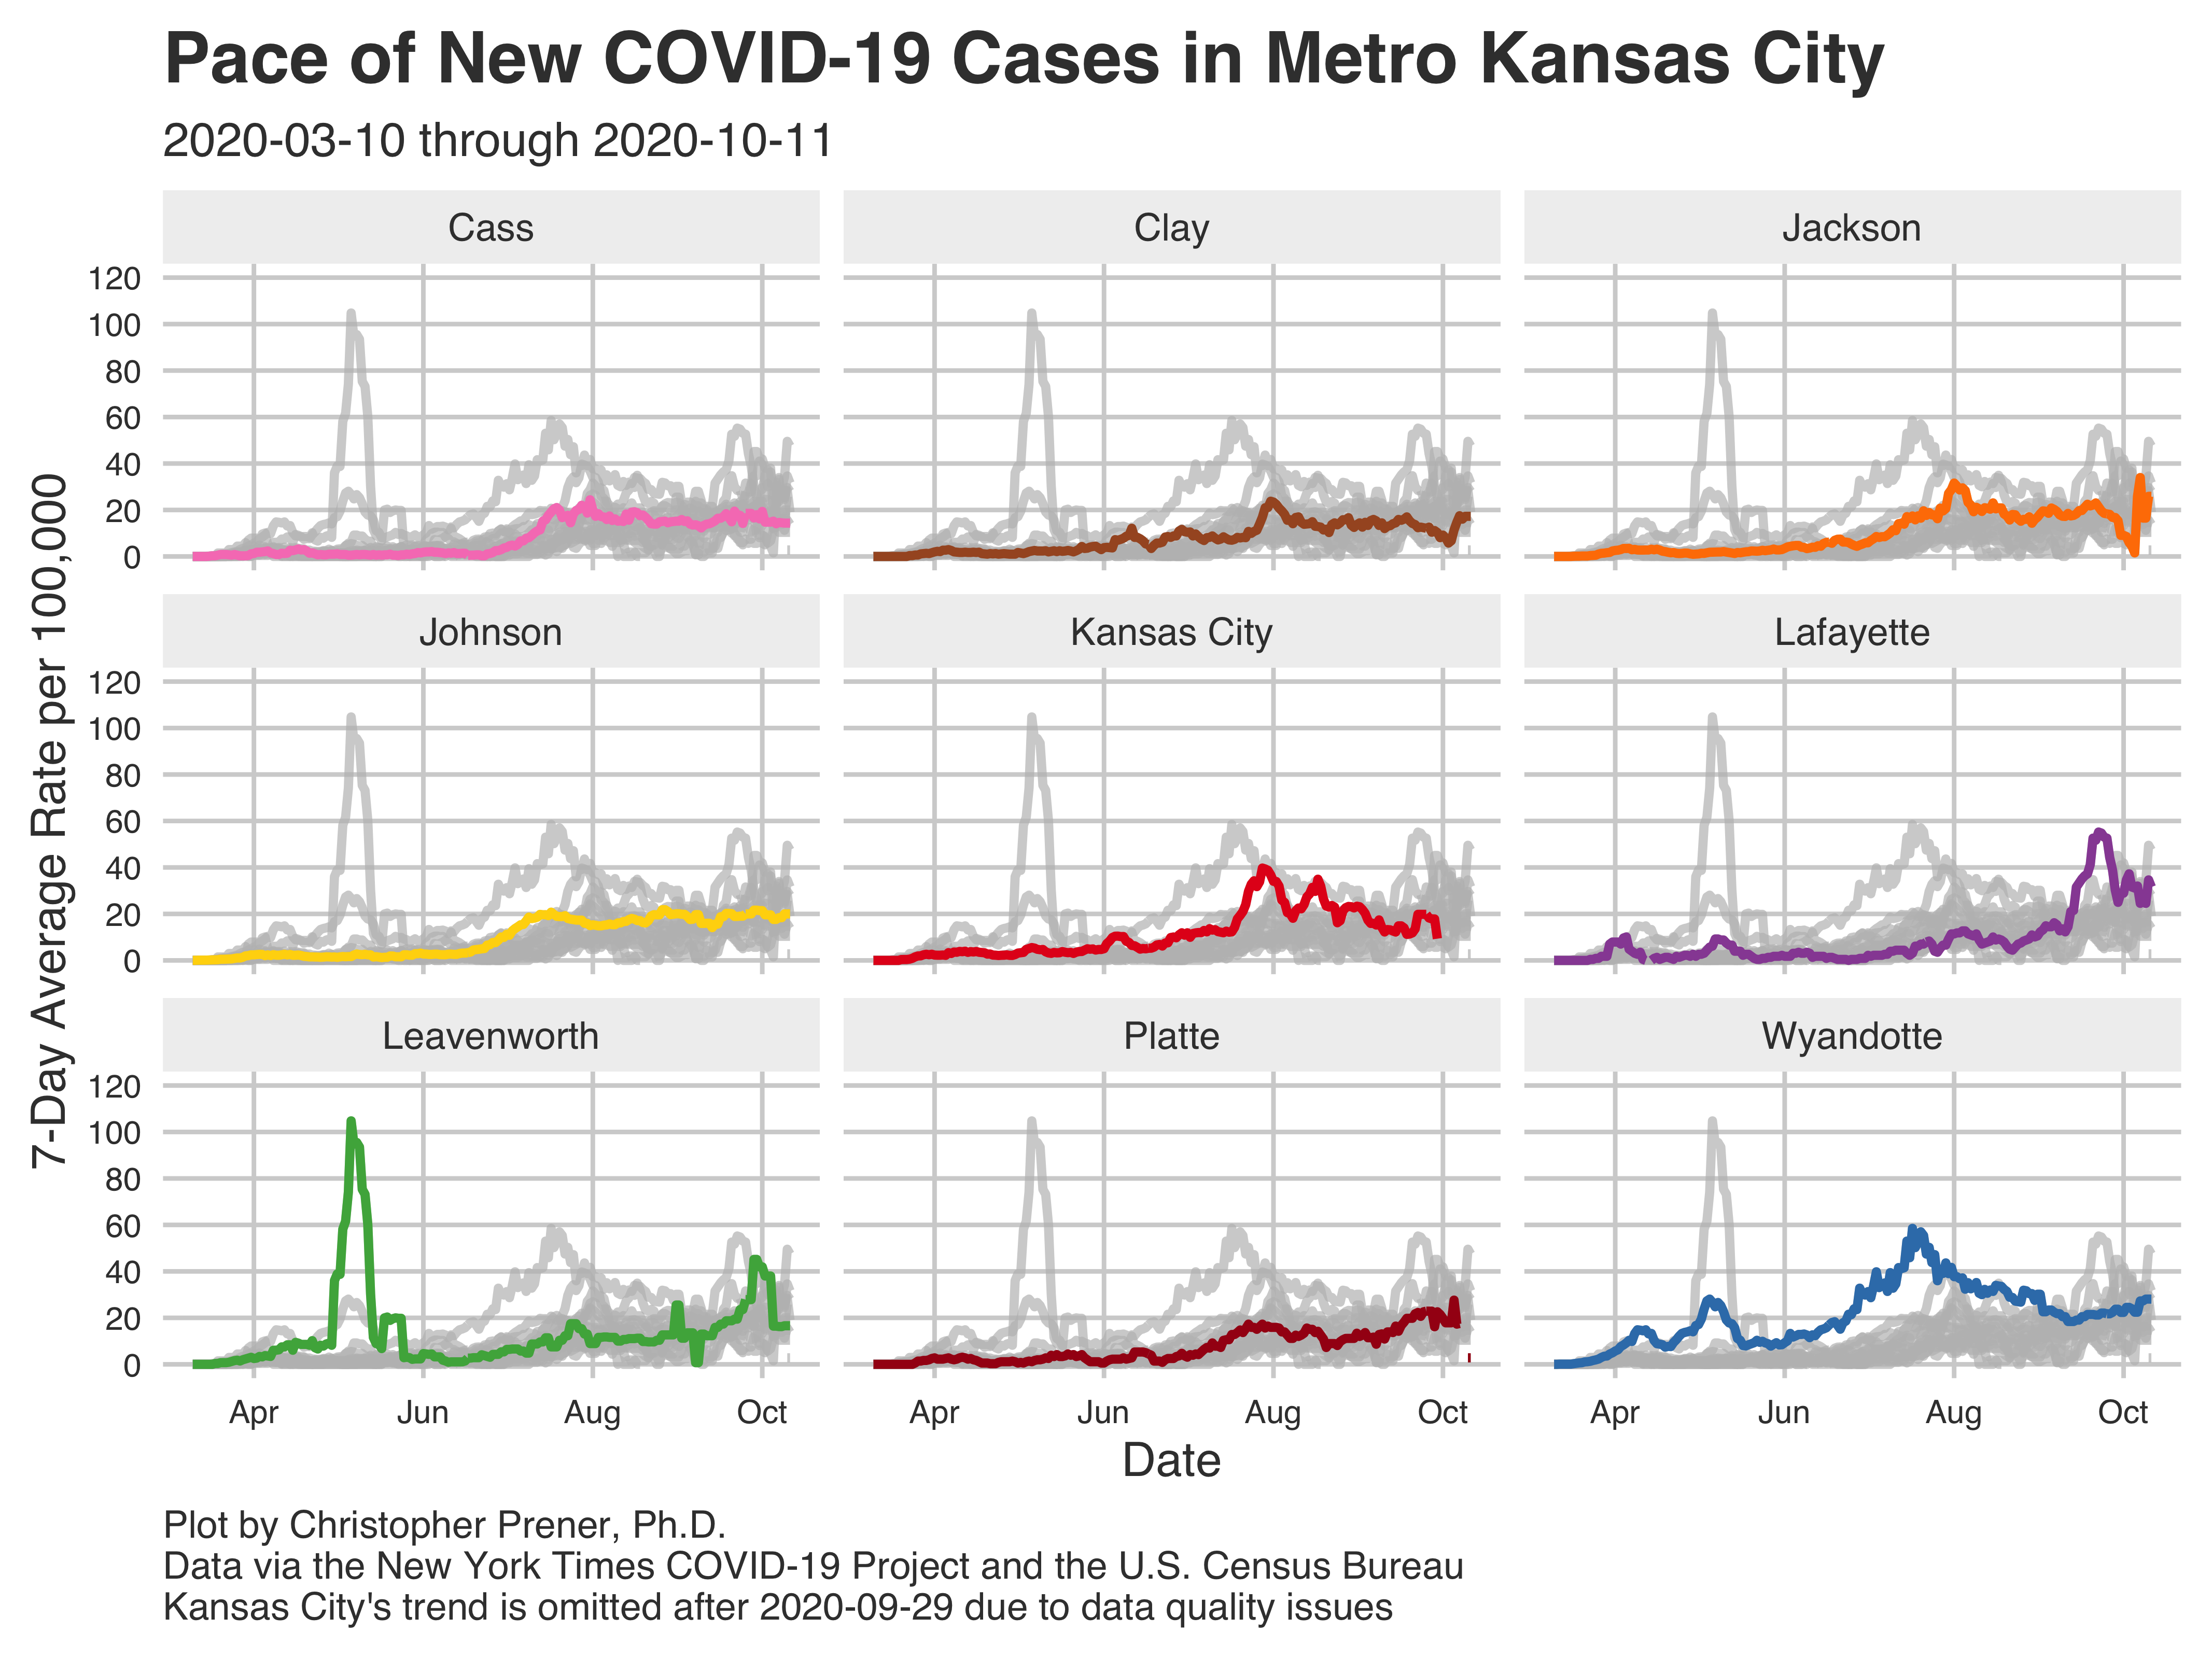 Pace of New COVID-19 Cases in Metro Kansas City
2020-03-10 through 2020-10-11
Cass
Clay
Jackson
120
100
80
60
40
20
0
Johnson
Kansas City
Lafayette
120
100
80
60
40
20
0
Leavenworth
Platte
Wyandotte
120
100
80
60
40
20
0
Apr
Jun
Aug
Oct
Apr
Jun
Aug
Oct
Apr
Jun
Aug
Oct
7-Day Average Rate per 100,000
Date
Plot by Christopher Prener, Ph.D.
Data via the New York Times COVID-19 Project and the U.S. Census Bureau
Kansas City's trend is omitted after 2020-09-29 due to data quality issues